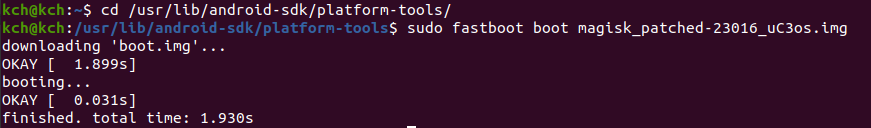 kch@kch:~$ cd /usr/lib/android-sdk/platform-tools/
kch@kch:/usr/lib/android-sdk/platform-tools$ sudo fastboot boot magisk_patched-23016_uC3os.img
downloading 'boot.img'...
OKAY [  1.899s]
booting...
OKAY [  0.031s]
finished. total time: 1.930s